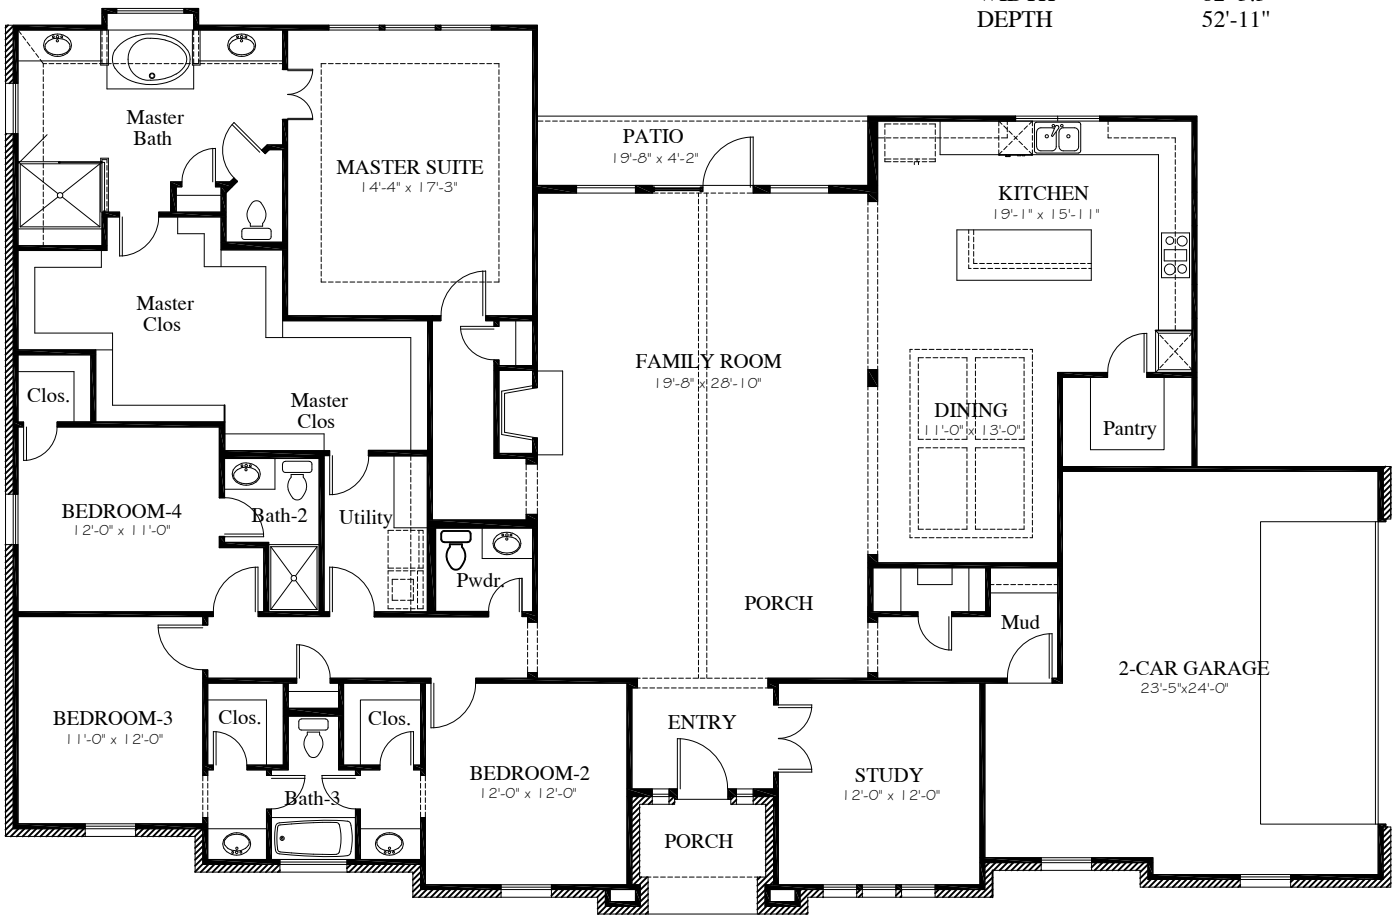 DEPTH 52'-11"
Master
Bath
MASTER SUITE
14'-4" x 17'-3"
PATIO
19'-8" x 4'-2"
KITCHEN
19'-1" x 15'-11"
Master
Clos
FAMILY ROOM
19'-8" x 28'-10"
Clos.
Master
Clos
DINING
11'-0" x 13'-0"
Pantry
BEDROOM-4
12'-0" x 11'-0"
Bath-2
Utility
Pwdr.
PORCH
Mud
2-CAR GARAGE
23'-5"x24'-0"
BEDROOM-3
11'-0" x 12'-0"
Clos.
Clos.
ENTRY
BEDROOM-2
12'-0" x 12'-0"
STUDY
12'-0" x 12'-0"
Bath-3
PORCH